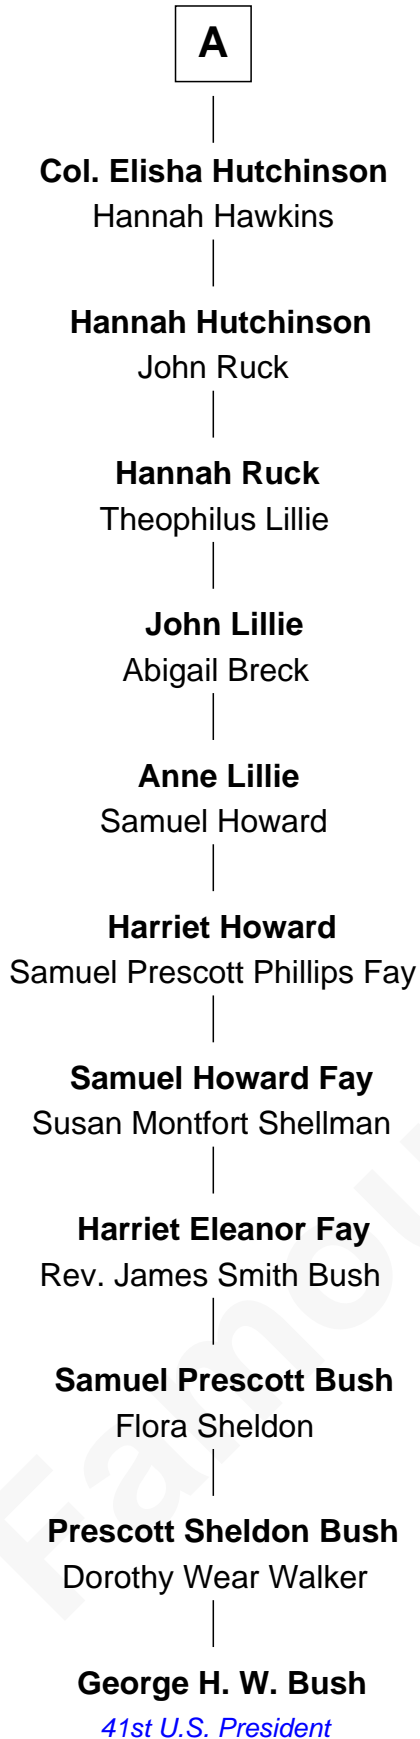 A
Col. Elisha Hutchinson
Hannah Hawkins
Hannah Hutchinson
John Ruck
Hannah Ruck
Theophilus Lillie
John Lillie
Abigail Breck
Anne Lillie
Samuel Howard
Harriet Howard
Samuel Prescott Phillips Fay
Samuel Howard Fay
Susan Montfort Shellman
Harriet Eleanor Fay
Rev. James Smith Bush
Samuel Prescott Bush
Flora Sheldon
Prescott Sheldon Bush
Dorothy Wear Walker
George H. W. Bush
41st U.S. President
Famou